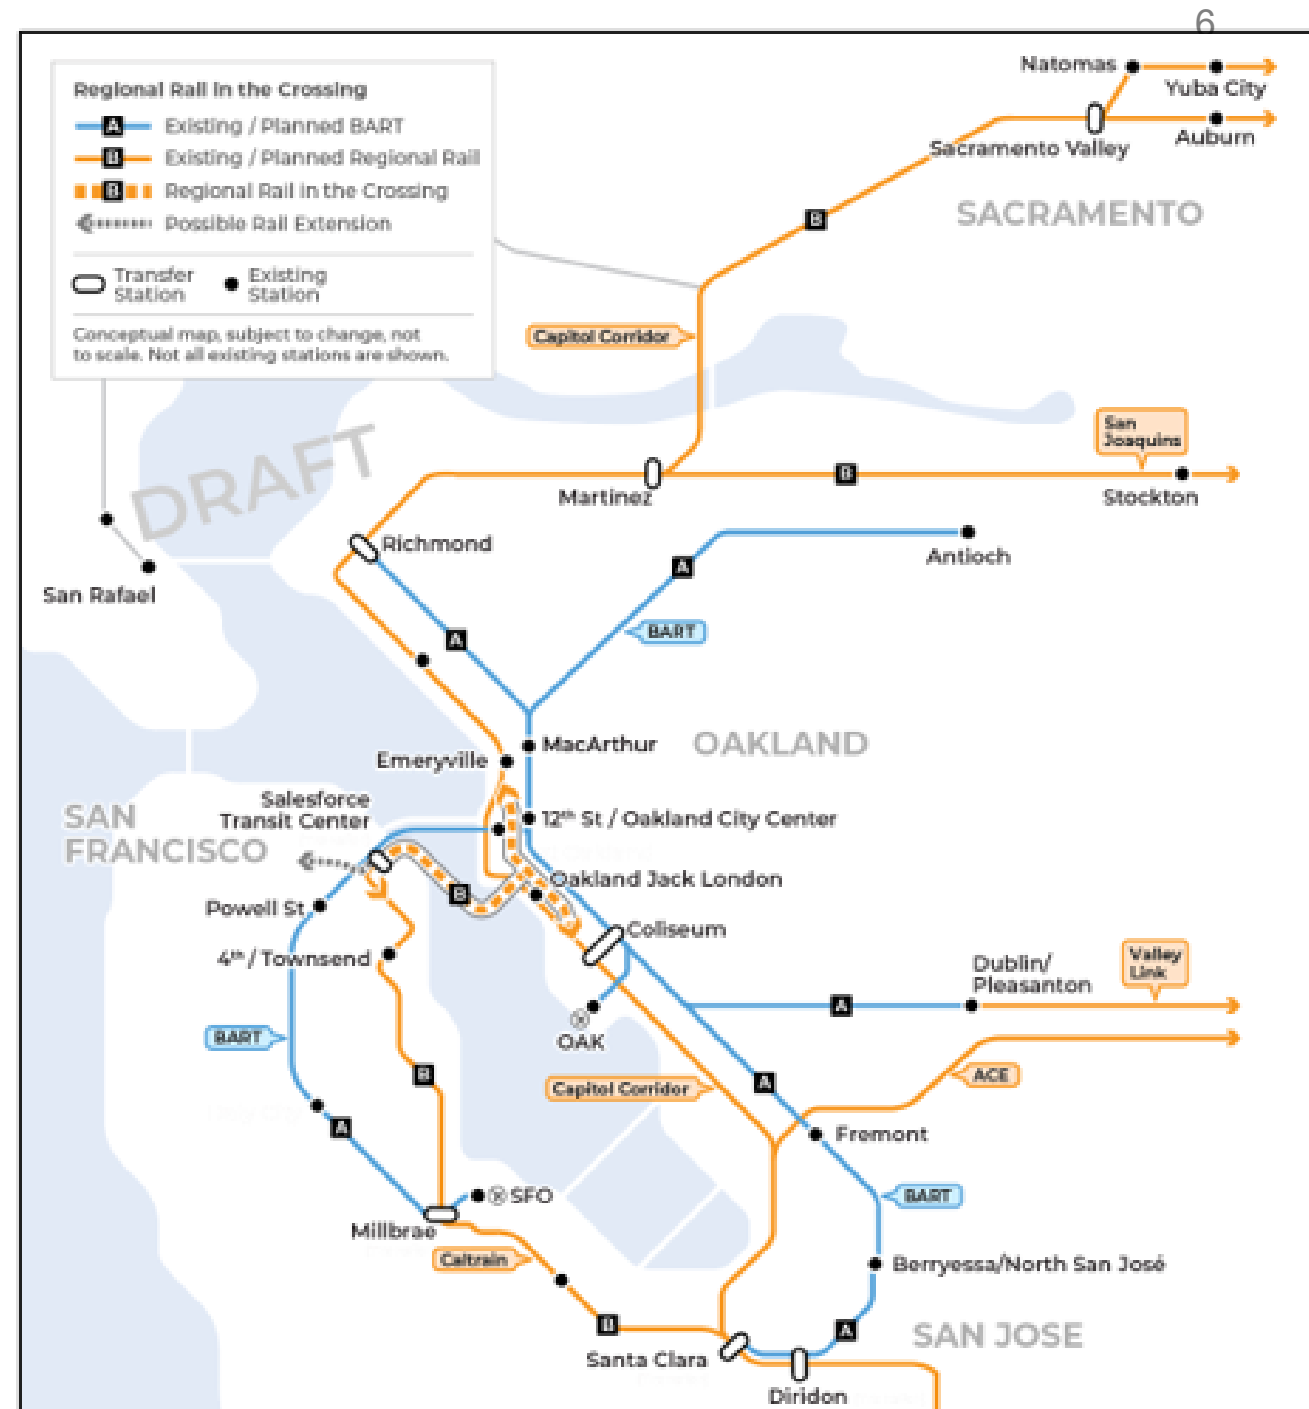 6
Regional Rail in the Crossing
A Existing / Planned BART
B Existing / Planned Regional Rail
B Regional Rail in the Crossing
Possible Rail Extension
Transfer
Station
Existing
Station
Conceptual map, subject to change, not
to scale. Not all existing stations are shown.
Natomas
Yuba City
Sacramento Valley
Auburn
SACRAMENTO
B
Capitol Corridor
DRAFT
San
Joaquins
B
Martinez
Stockton
Richmond
Antioch
A
San Rafael
BART
A
MacArthur
OAKLAND
Emeryville
SAN
FRANCISCO
Salesforce
Transit Center
12th St / Oakland City Center
Oakland Jack London
B
Powell St
Coliseum
4th / Townsend
Dublin/
Pleasanton
Valley
Link
A
OAK
BART
B
Capitol Corridor
A
ACE
A
Fremont
SFO
BART
Millbrae
Caltrain
Berryessa/North San José
B
A
SAN JOSE
Santa Clara
Diridon